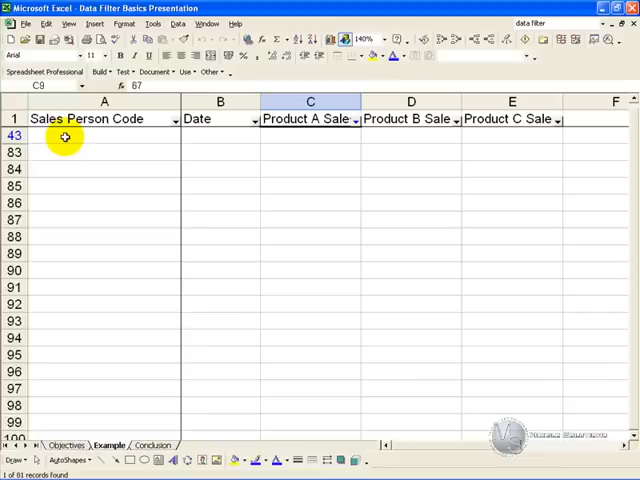 Microsoft Excel - Data Filter Basics Presentation
File Edit View Insert Format Tools Data Window Help data filter
Arial 11 B I U 140%
Spreadsheet Professional Build Test Document Use Other
C9 67
A B C D E F
1 Sales Person Code Date Product A Sale Product B Sale Product C Sale
43
83
84
85
86
87
88
89
90
91
92
93
94
95
96
97
98
99
100
Objectives Example Conclusion
Draw AutoShapes
1 of 81 records found